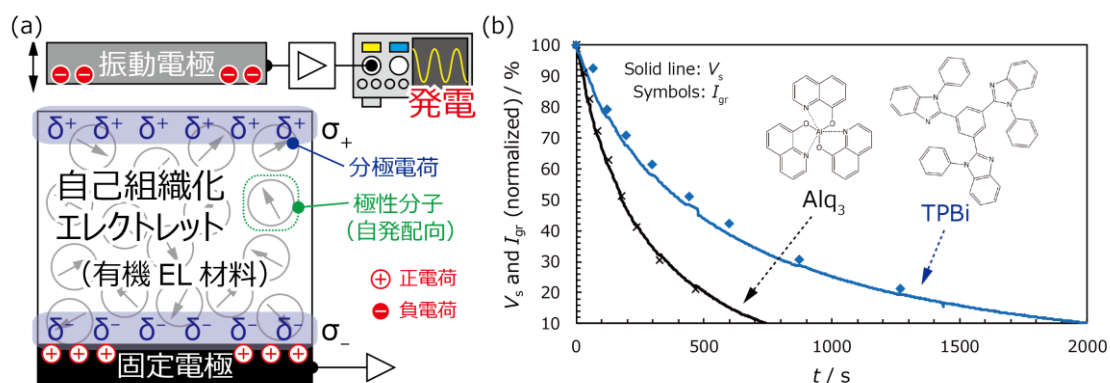 (a)
振動電極
発電
δ+ δ+ δ+ δ+ δ+ δ+ σ+
分極電荷
自己組織化
エレクトレット
(有機 EL 材料)
極性分子
(自発配向)
正電荷
負電荷
δ− δ− δ− δ− δ− δ− σ−
固定電極
(b)
Vs and Igr (normalized) / %
100
90
80
70
60
50
40
30
20
10
Solid line: Vs
Symbols: Igr
N
N
N
O
O
O
Al
N
N
N
N
N
N
Alq3
TPBi
0
500
1000
1500
2000
t / s